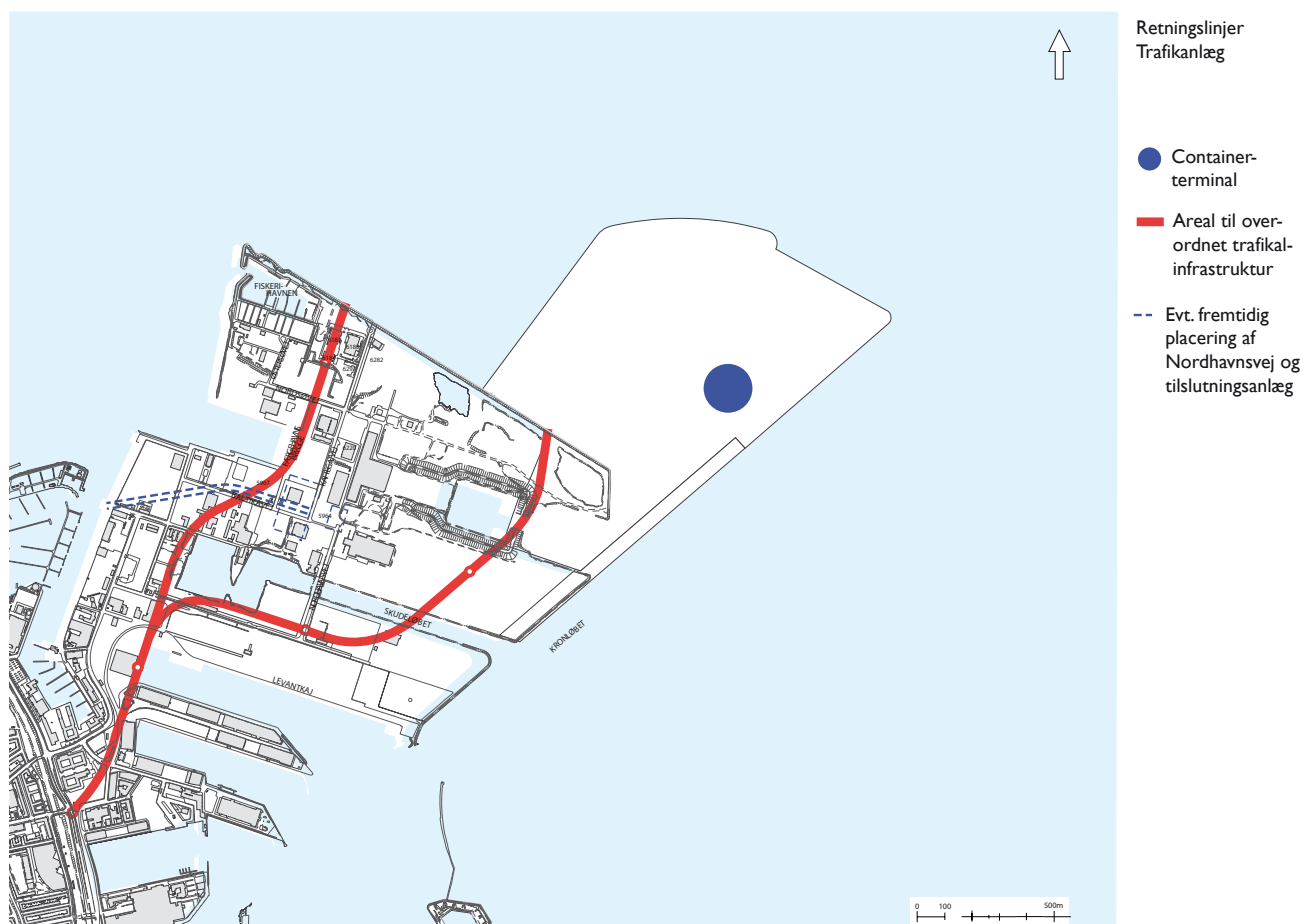 Retningslinjer
Trafikanlæg
Container-
terminal
Areal til over-
ordnet trafikal-
infrastruktur
Evt. fremtidig
placering af
Nordhavnsvej og
tilslutningsanlæg
FISKERI-
HAVNEN
6282
SKUDELØBET
KRONLØBET
LEVANTKAJ
0 100 500m